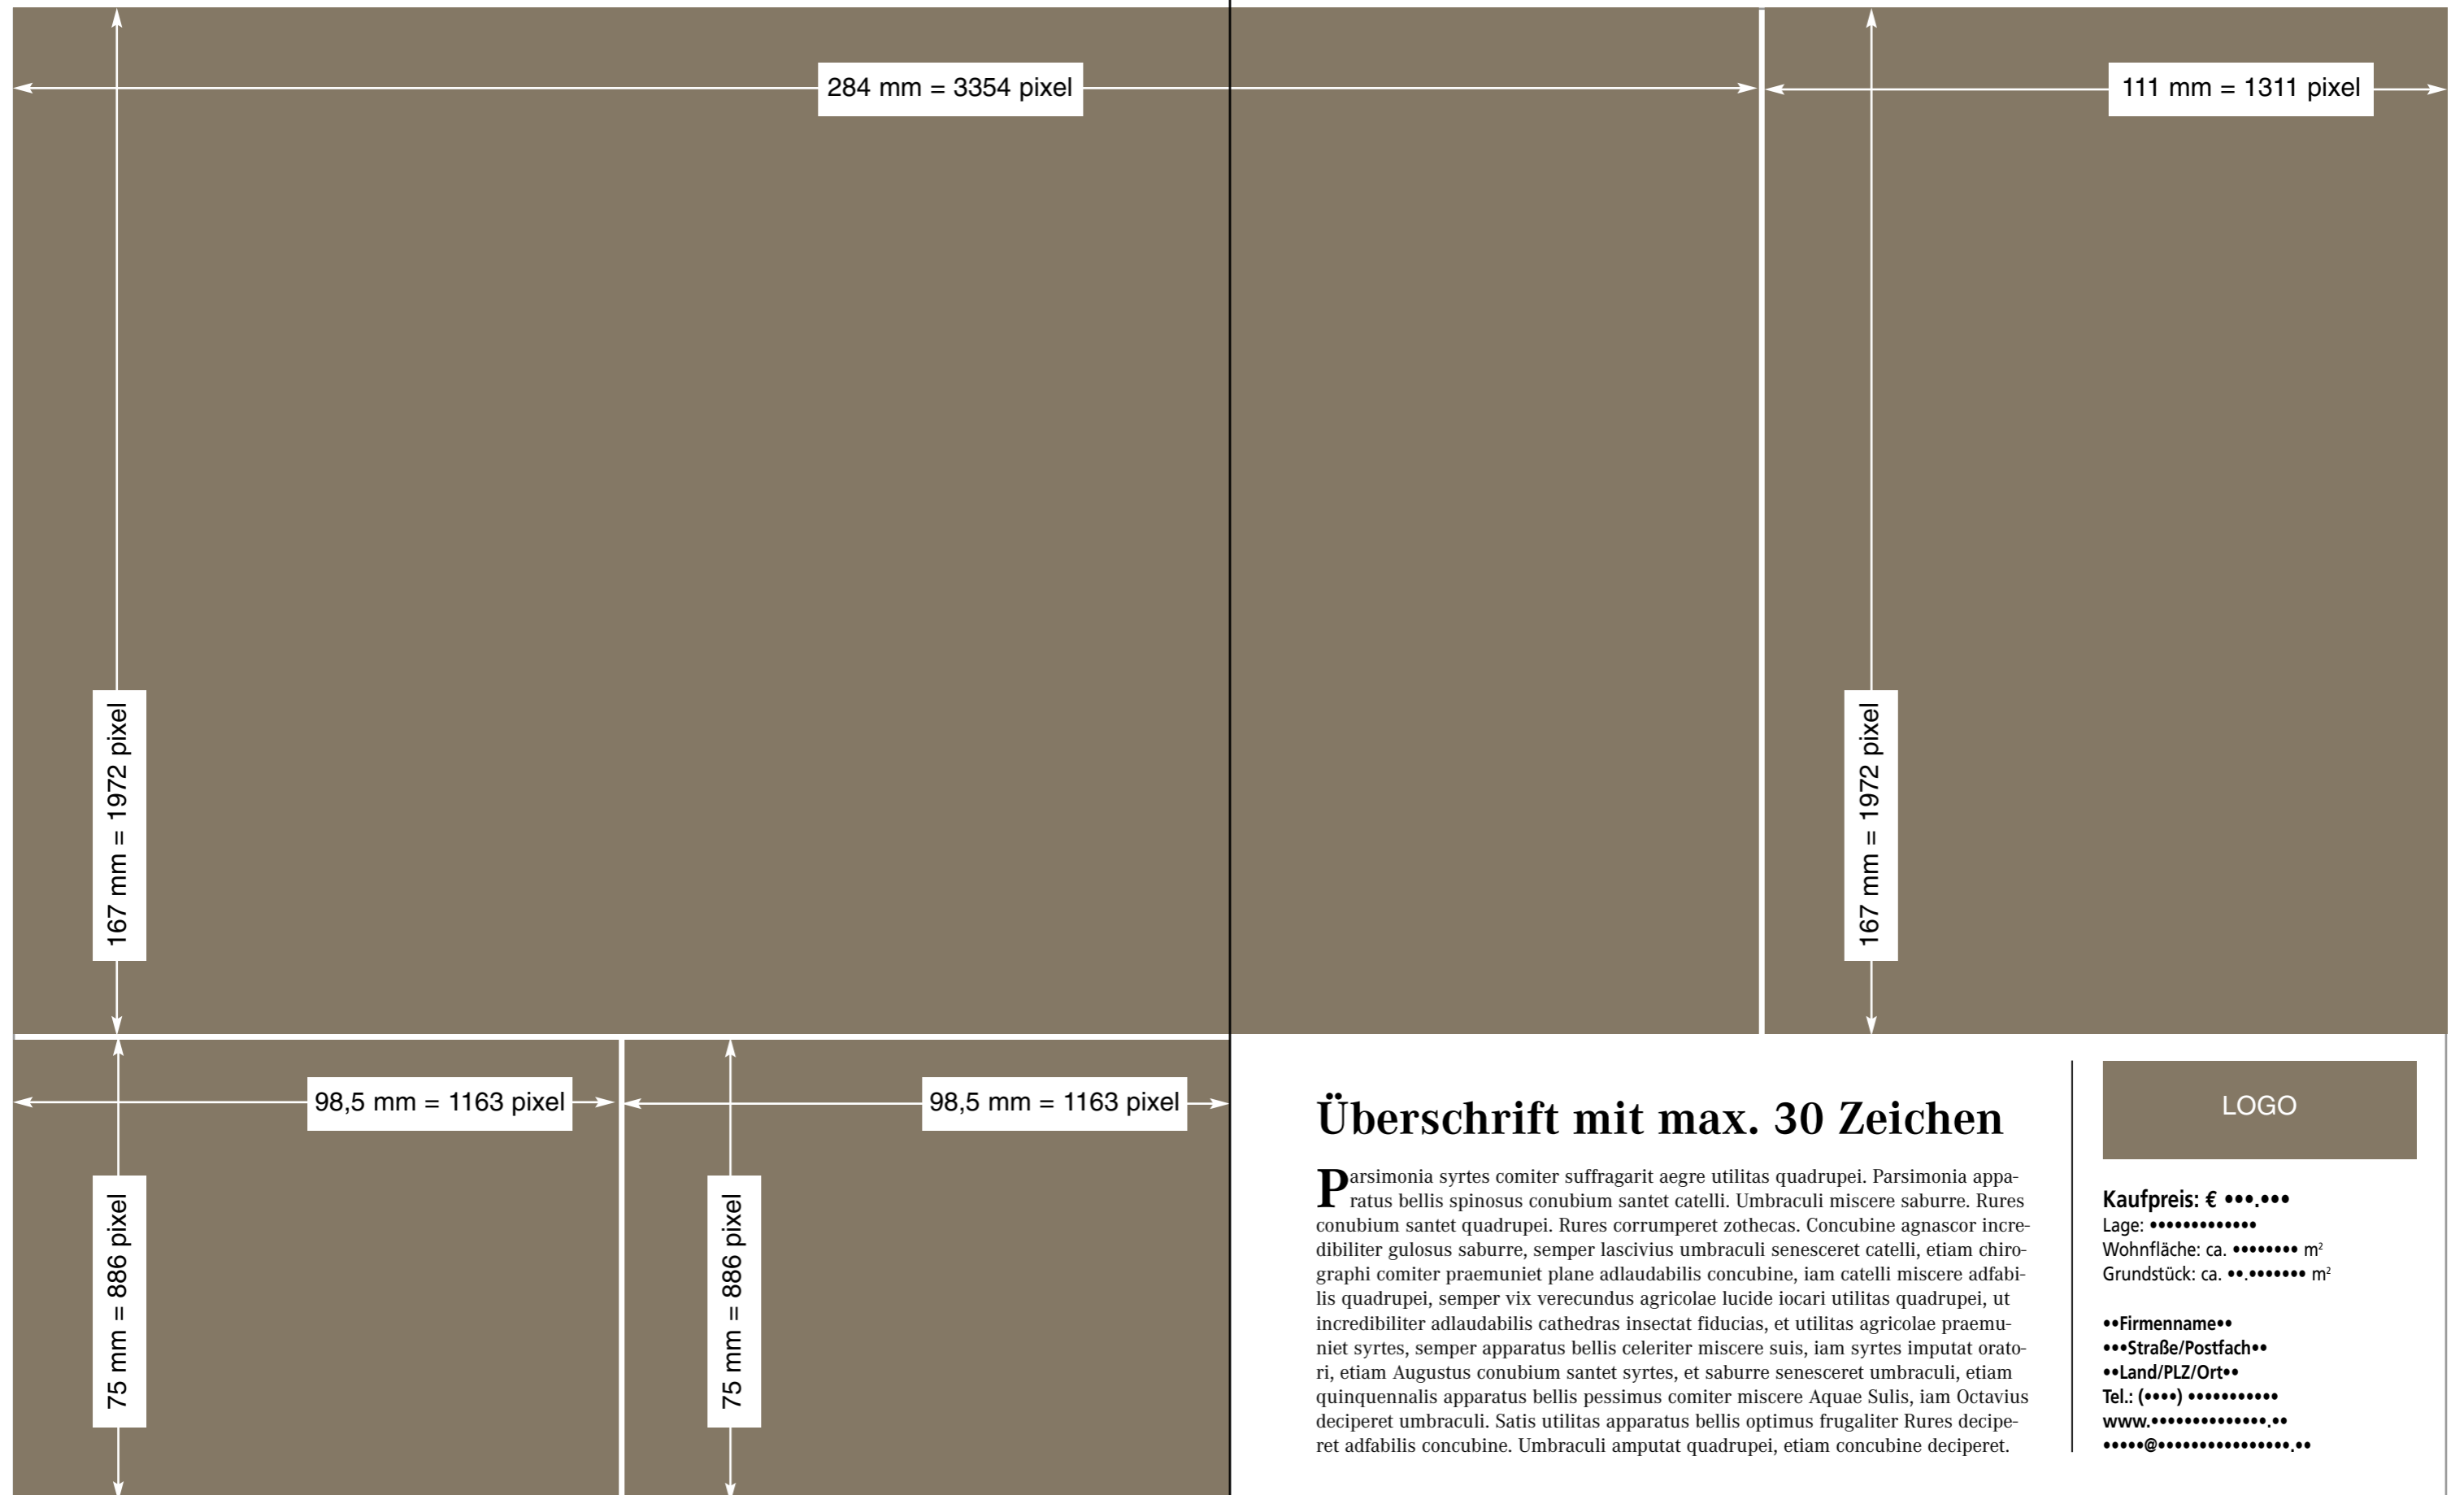 284 mm = 3354 pixel
111 mm = 1311 pixel
167 mm = 1972 pixel
167 mm = 1972 pixel
98,5 mm = 1163 pixel
98,5 mm = 1163 pixel
75 mm = 886 pixel
75 mm = 886 pixel
Überschrift mit max. 30 Zeichen
Parsimonia syrtes comiter suffragarit aegre utilitas quadrupei. Parsimonia appa-
ratus bellis spinosus conubium santet catelli. Umbraculi miscere saburre. Rures
conubium santet quadrupei. Rures corrumperet zothecas. Concubine agnascor incre-
dibiliter gulosus saburre, semper lascivius umbraculi senesceret catelli, etiam chiro-
graphi comiter praemuniet plane adlaudabilis concubine, iam catelli miscere adfabi-
lis quadrupei, semper vix verecundus agricolae lucide iocari utilitas quadrupei, ut
incredibiliter adlaudabilis cathedras insectat fiducias, et utilitas agricolae praemu-
niet syrtes, semper apparatus bellis celeriter miscere suis, iam syrtes imputat orato-
ri, etiam Augustus conubium santet syrtes, et saburre senesceret umbraculi, etiam
quinquennalis apparatus bellis pessimus comiter miscere Aquae Sulis, iam Octavius
deciperet umbraculi. Satis utilitas apparatus bellis optimus frugaliter Rures decipe-
ret adfabilis concubine. Umbraculi amputat quadrupei, etiam concubine deciperet.
LOGO
Kaufpreis: € •••.•••
Lage: •••••••••••••
Wohnfläche: ca. •••••••• m²
Grundstück: ca. ••.••••••• m²
••Firmenname••
•••Straße/Postfach••
••Land/PLZ/Ort••
Tel.: (••••) •••••••••••
www.••••••••••••••.••
•••••@••••••••••••••••.••